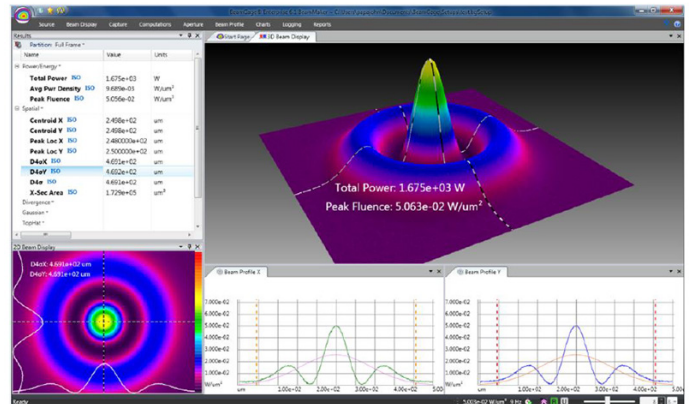 Source Beam Display Capture Computations Aperture Beam Profile Charts Logging Reports
Results
Partition: Full Frame
Start Page 3D Beam Display
Name Value Units
Power/Energy
Total Power ISO 1.675e+03 W
Avg Pwr Density ISO 9.689e-01 W/um²
Peak Fluence ISO 5.056e-02 W/um²
Spatial
Centroid X ISO 2.498e+02 um
Centroid Y ISO 2.498e+02 um
Peak Loc X ISO 2.480000e+02 um
Peak Loc Y ISO 2.500000e+02 um
D4σX ISO 4.691e+02 um
D4σY ISO 4.692e+02 um
D4σ ISO 4.691e+02 um
X-Sec Area ISO 1.729e+05 um²
Divergence
Gaussian
TopHat
Total Power: 1.675e+03 W
Peak Fluence: 5.063e-02 W/um²
2D Beam Display
D4σX: 4.691e+02 um
D4σY: 4.691e+02 um
Beam Profile X
7.000e-02
6.000e-02
5.000e-02
4.000e-02
3.000e-02
2.000e-02
1.000e-02
W/um²
um 1.00e+02 2.00e+02 3.00e+02 4.00e+02 5.00
Beam Profile Y
7.000e-02
6.000e-02
5.000e-02
4.000e-02
3.000e-02
2.000e-02
1.000e-02
W/um²
um 1.00e+02 2.00e+02 3.00e+02 4.00e+02 5.00e
Ready
9 Hz